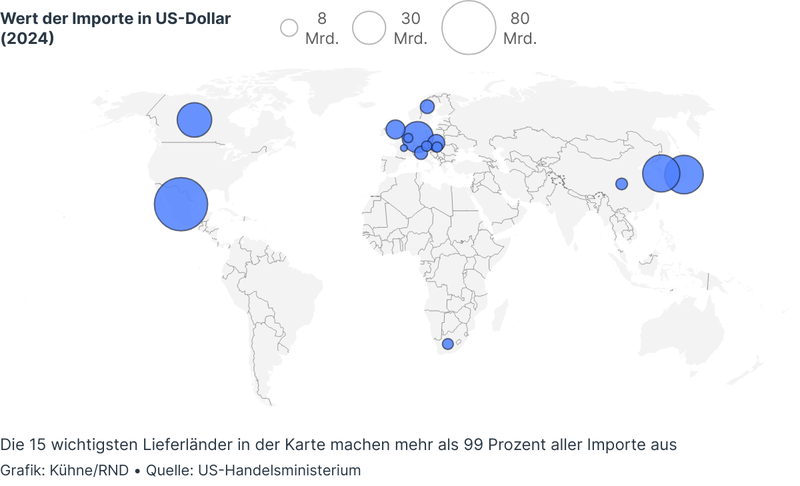 Wert der Importe in US-Dollar
(2024)
8
Mrd.
30
Mrd.
80
Mrd.
Die 15 wichtigsten Lieferländer in der Karte machen mehr als 99 Prozent aller Importe aus
Grafik: Kühne/RND • Quelle: US-Handelsministerium